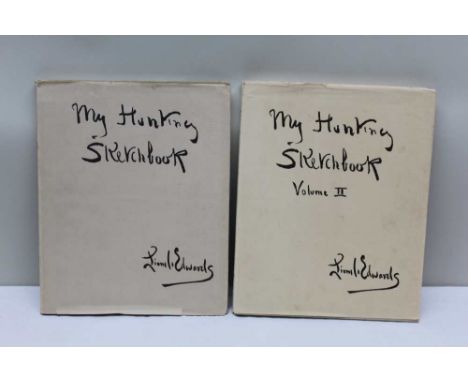 My Hunting
Sketchbook
Lionel Edwards
My Hunting
Sketchbook
Volume II
Lionel Edwards